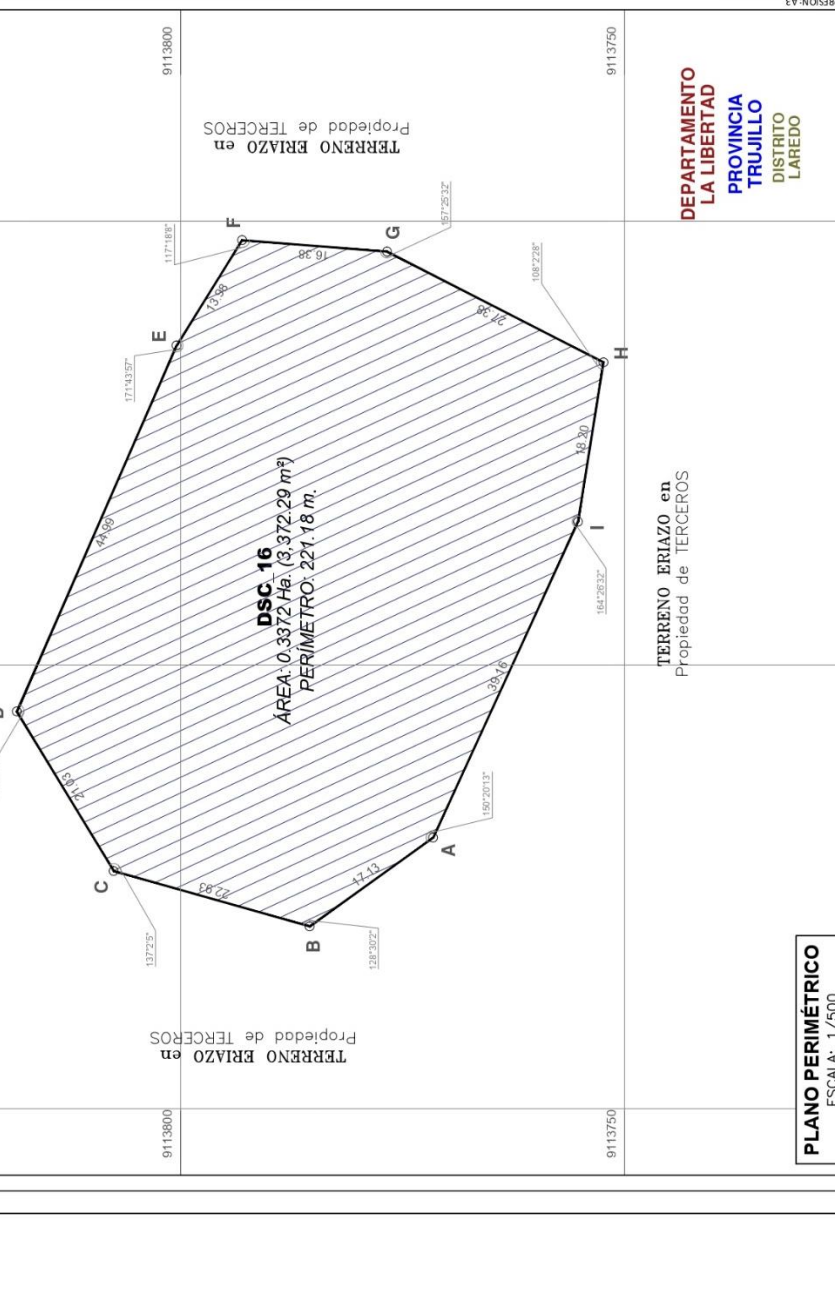 9113800
9113750
TERRENO ERIAZO en
Propiedad de TERCEROS
DEPARTAMENTO
LA LIBERTAD
PROVINCIA
TRUJILLO
DISTRITO
LAREDO
117°18'8"
F
16.38
G
157°25'32"
13.98
E
171°43'57"
27.38
108°2'28"
H
18.20
I
164°26'32"
44.99
DSC_16
ÁREA: 0.3372 Ha. (3,372.29 m²)
PERÍMETRO: 221.18 m.
TERRENO ERIAZO en
Propiedad de TERCEROS
39.16
D
21.03
C
137°2'5"
22.93
B
128°30'2"
17.13
A
150°20'13"
TERRENO ERIAZO en
Propiedad de TERCEROS
9113800
9113750
PLANO PERIMÉTRICO
ESCALA: 1/500